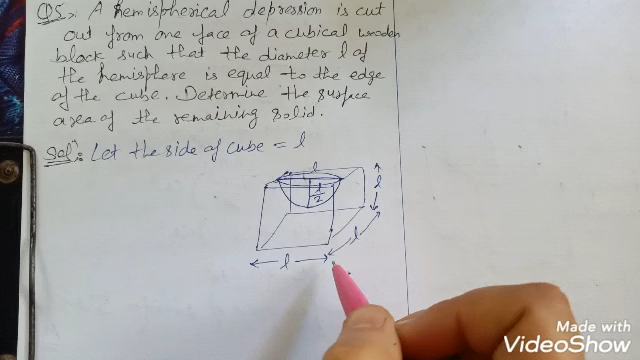 Q5:- A hemispherical depression is cut
out from one face of a cubical wooden
block such that the diameter l of
the hemisphere is equal to the edge
of the cube. Determine the surface
area of the remaining solid.
Solⁿ:- Let the side of cube = l
l
l/2
l
l
l
Made with
VideoShow